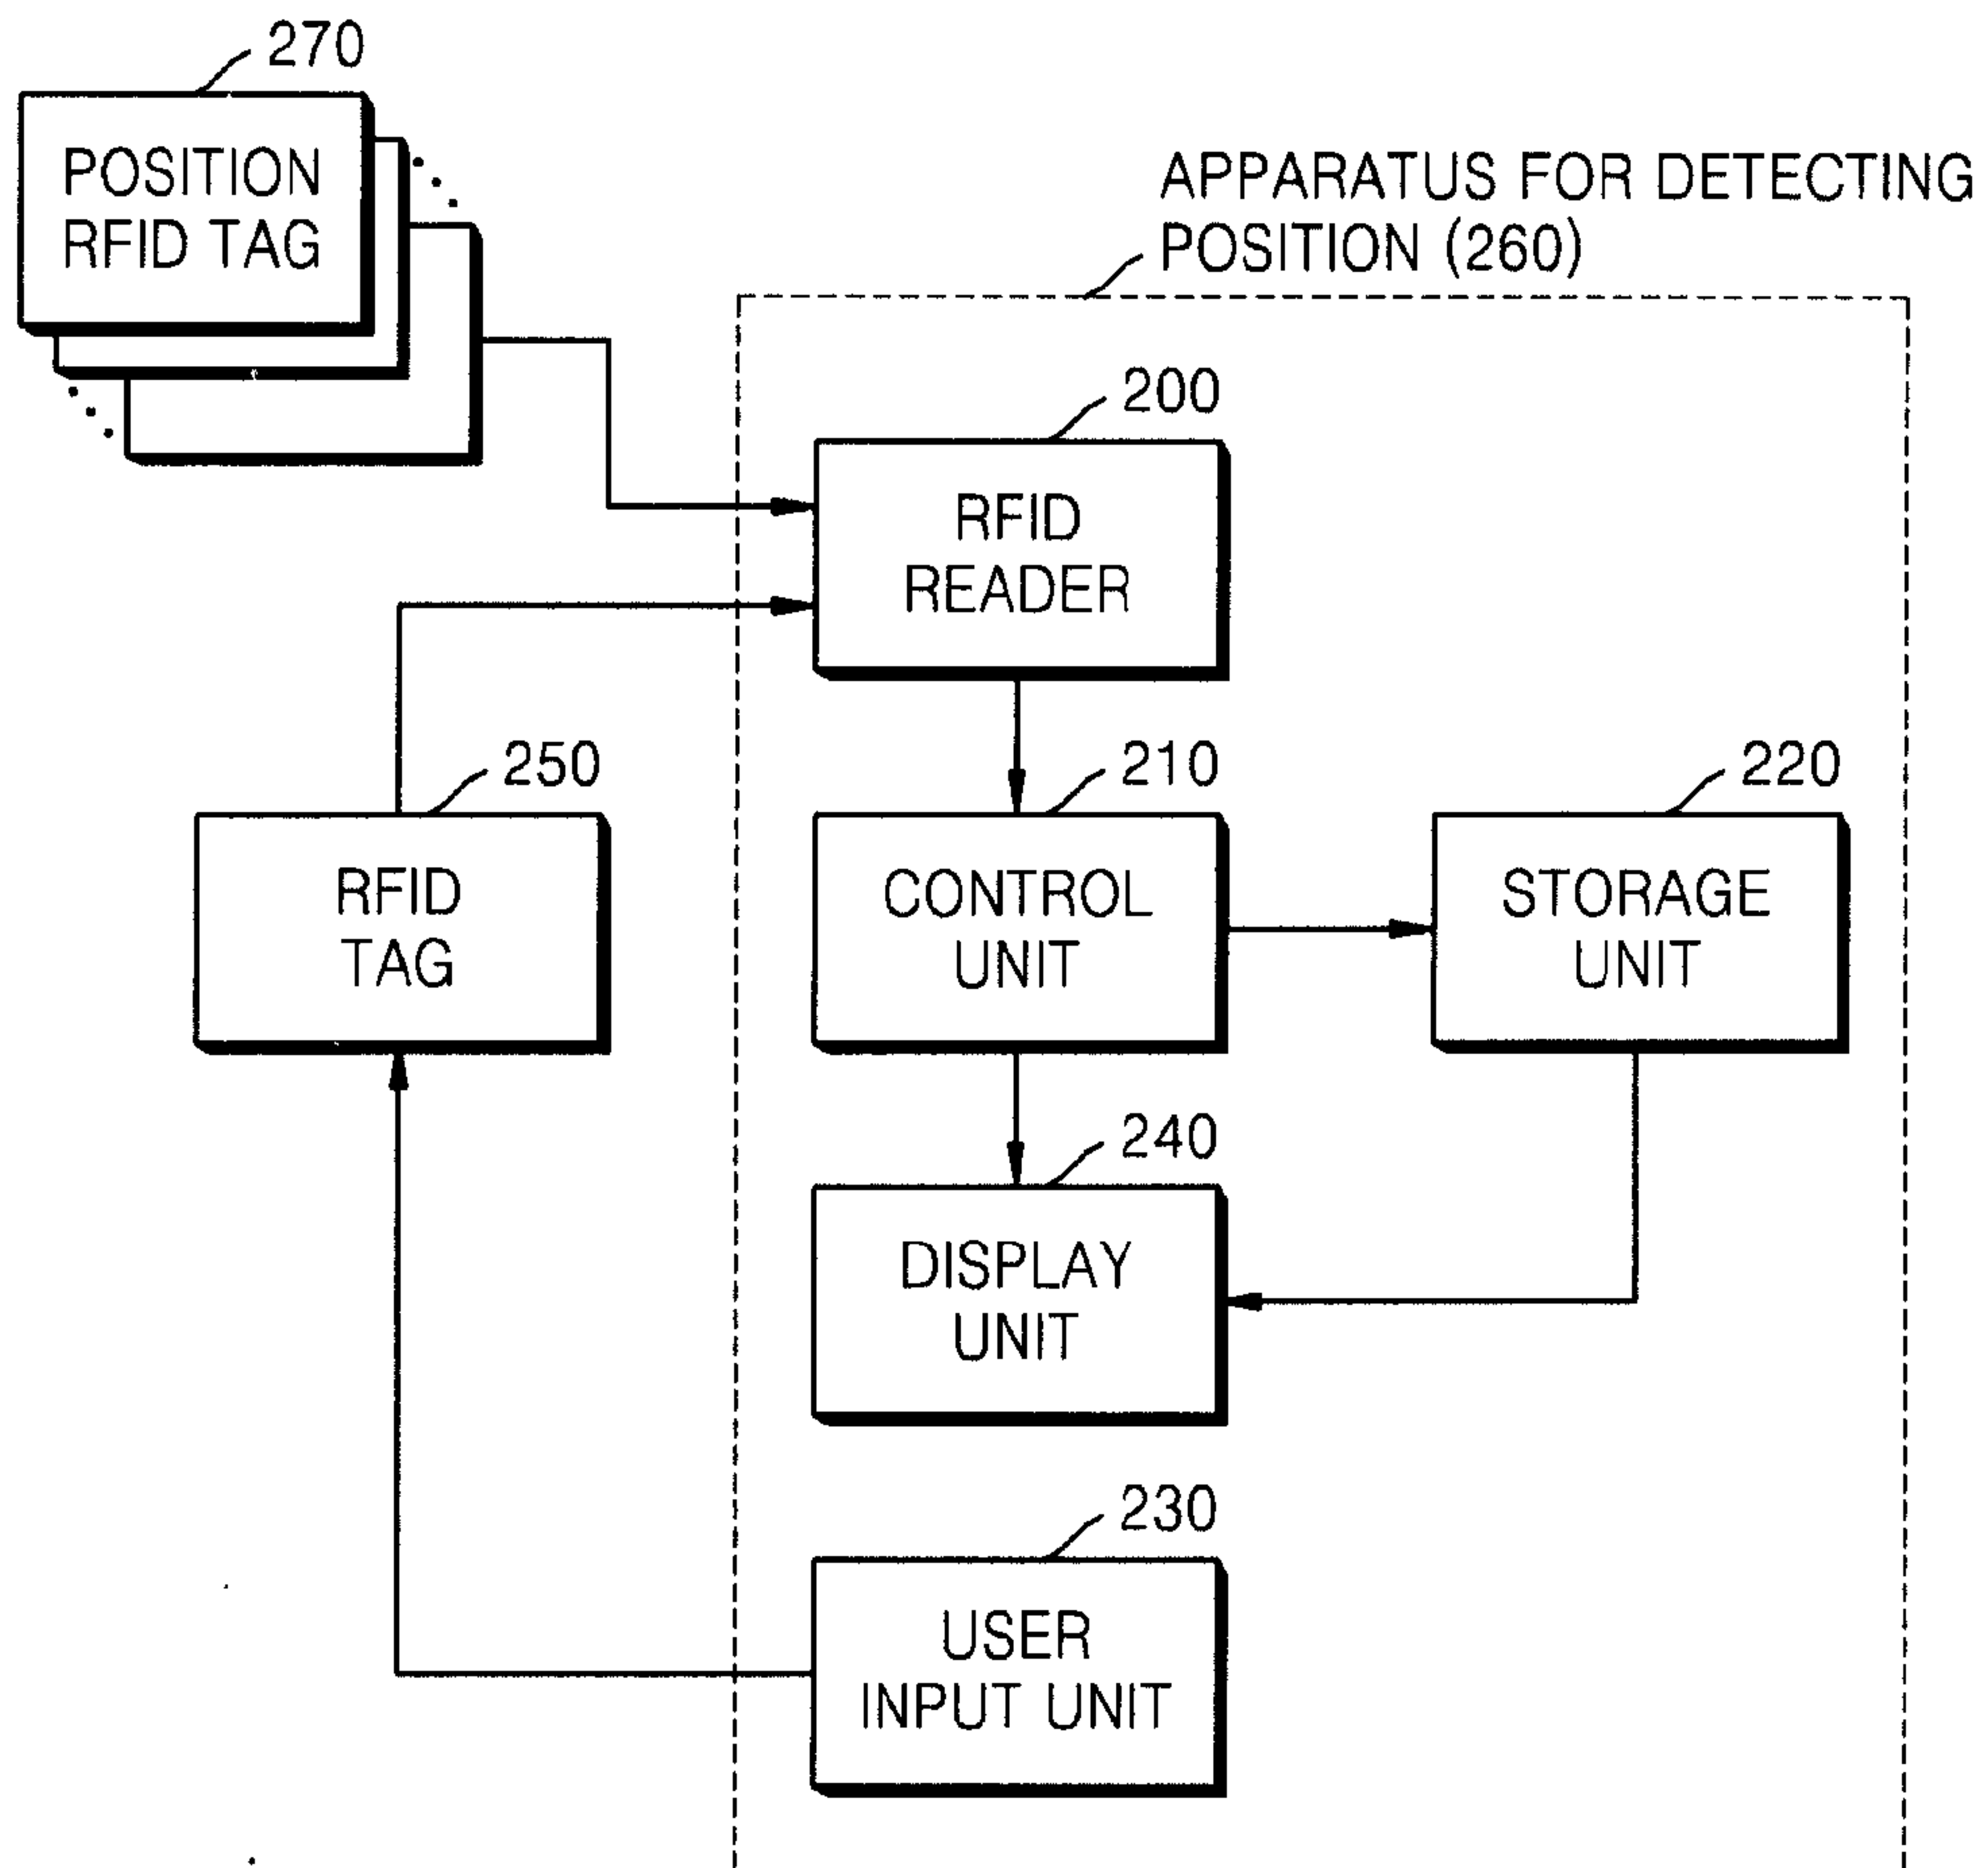 270
POSITION
RFID TAG
APPARATUS FOR DETECTING
POSITION (260)
200
RFID
READER
250
RFID
TAG
210
CONTROL
UNIT
220
STORAGE
UNIT
240
DISPLAY
UNIT
230
USER
INPUT UNIT